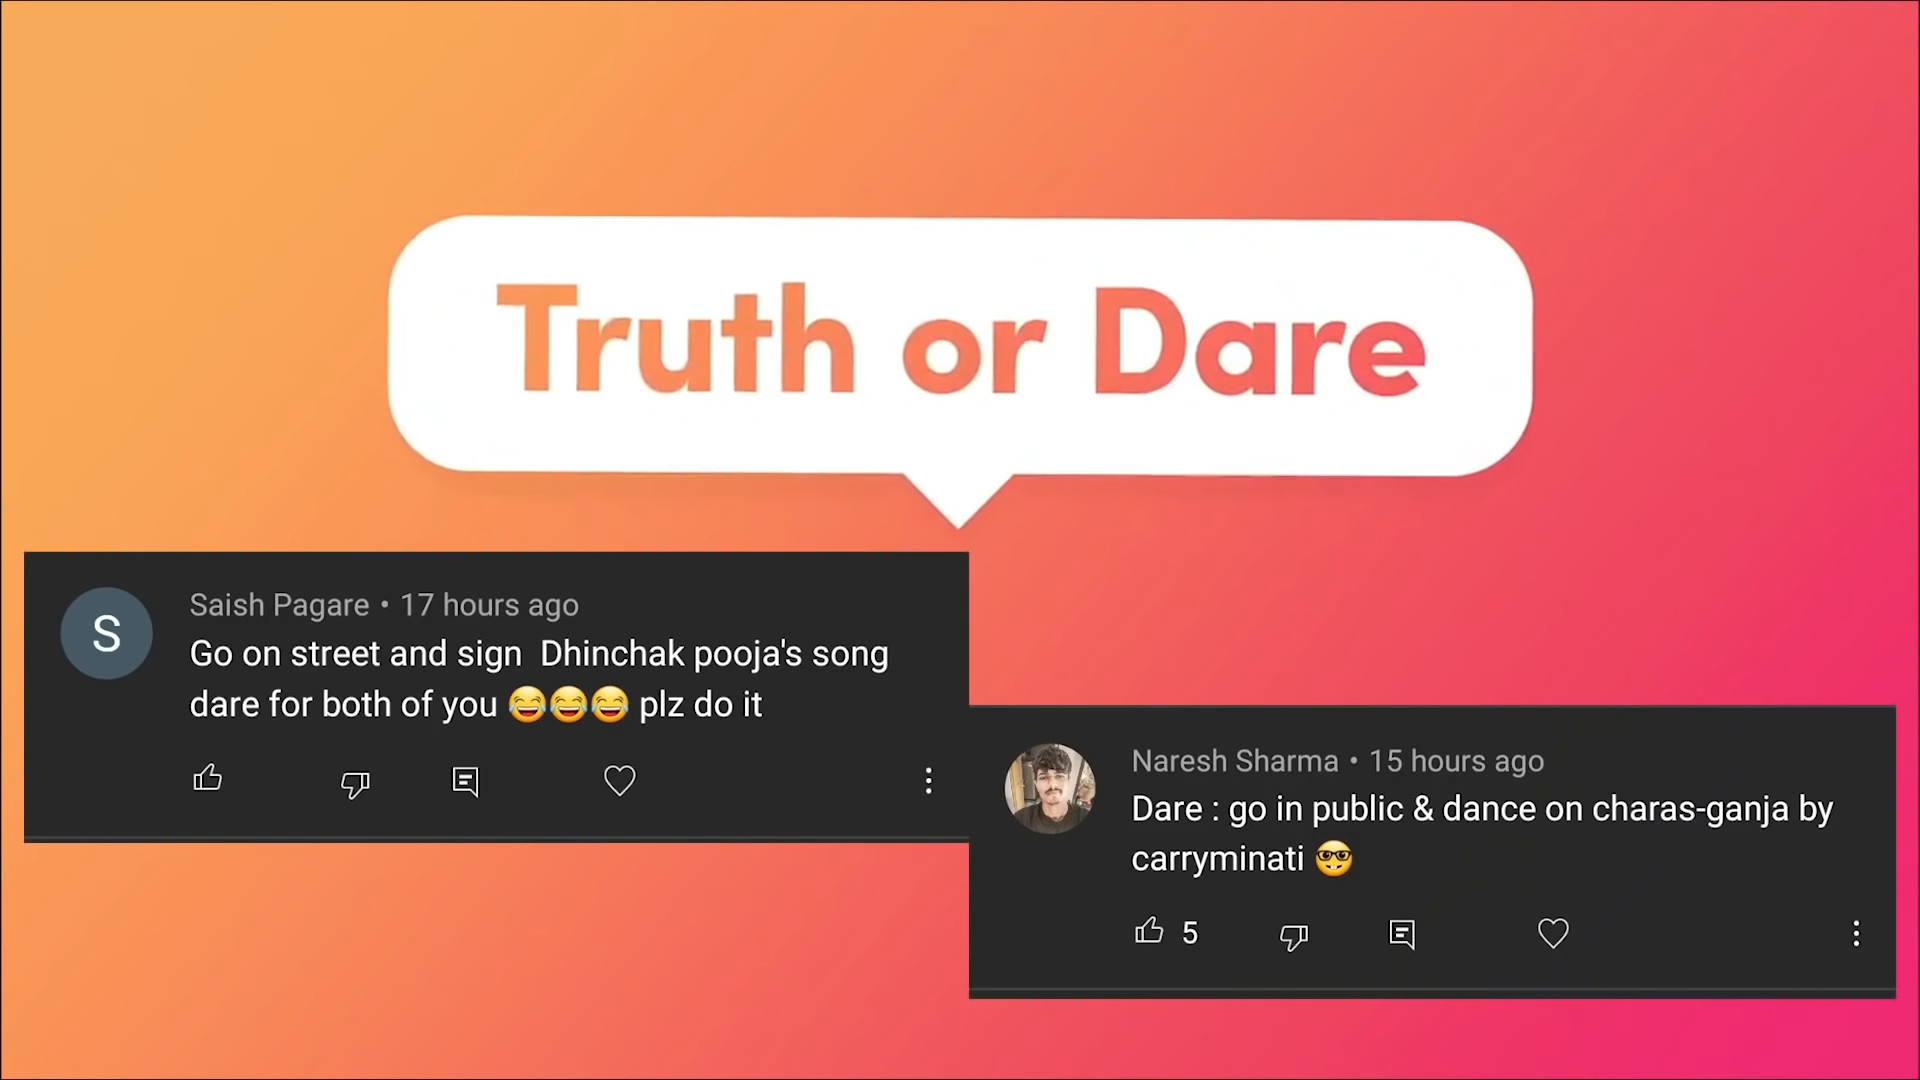 Truth or Dare
S
Saish Pagare • 17 hours ago
Go on street and sign Dhinchak pooja's song
dare for both of you 😂😂😂 plz do it
Naresh Sharma • 15 hours ago
Dare : go in public & dance on charas-ganja by
carryminati 🤓
5